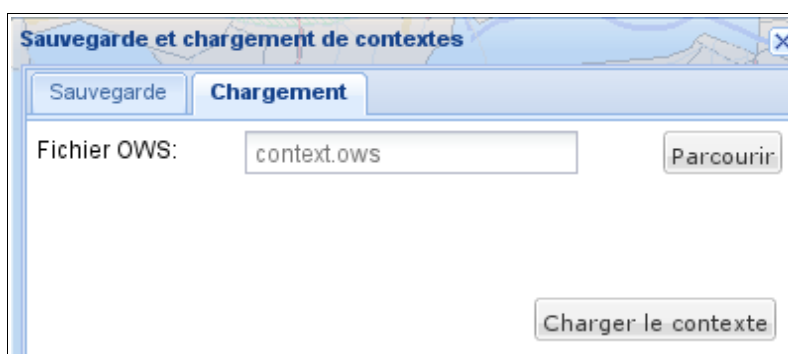 Sauvegarde et chargement de contextes
Sauvegarde Chargement
Fichier OWS: context.ows Parcourir
Charger le contexte